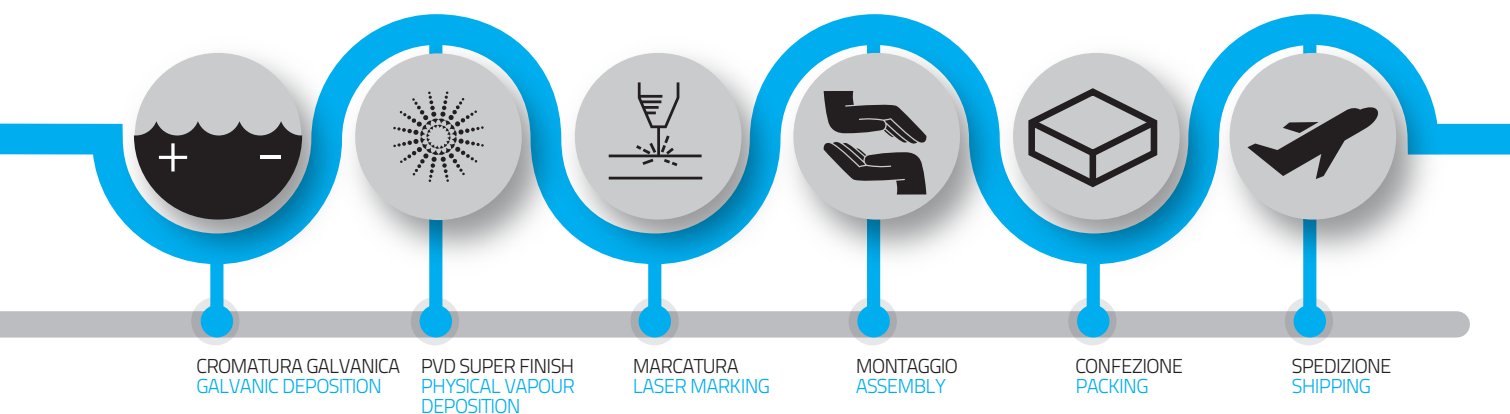 CROMATURA GALVANICA
GALVANIC DEPOSITION
PVD SUPER FINISH
PHYSICAL VAPOUR
DEPOSITION
MARCATURA
LASER MARKING
MONTAGGIO
ASSEMBLY
CONFEZIONE
PACKING
SPEDIZIONE
SHIPPING